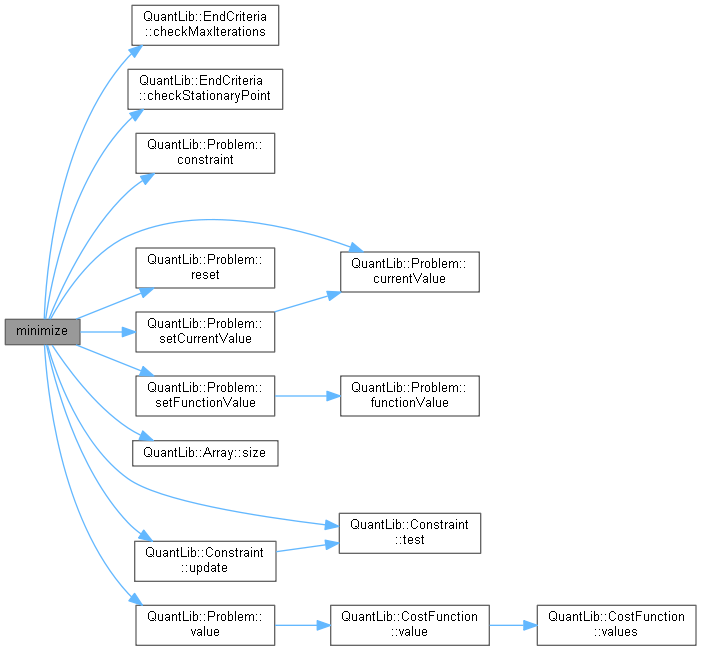 QuantLib::EndCriteria
::checkMaxIterations
QuantLib::EndCriteria
::checkStationaryPoint
QuantLib::Problem::
constraint
QuantLib::Problem::
reset
QuantLib::Problem::
currentValue
minimize
QuantLib::Problem::
setCurrentValue
QuantLib::Problem::
setFunctionValue
QuantLib::Problem::
functionValue
QuantLib::Array::size
QuantLib::Constraint
::test
QuantLib::Constraint
::update
QuantLib::Problem::
value
QuantLib::CostFunction
::value
QuantLib::CostFunction
::values